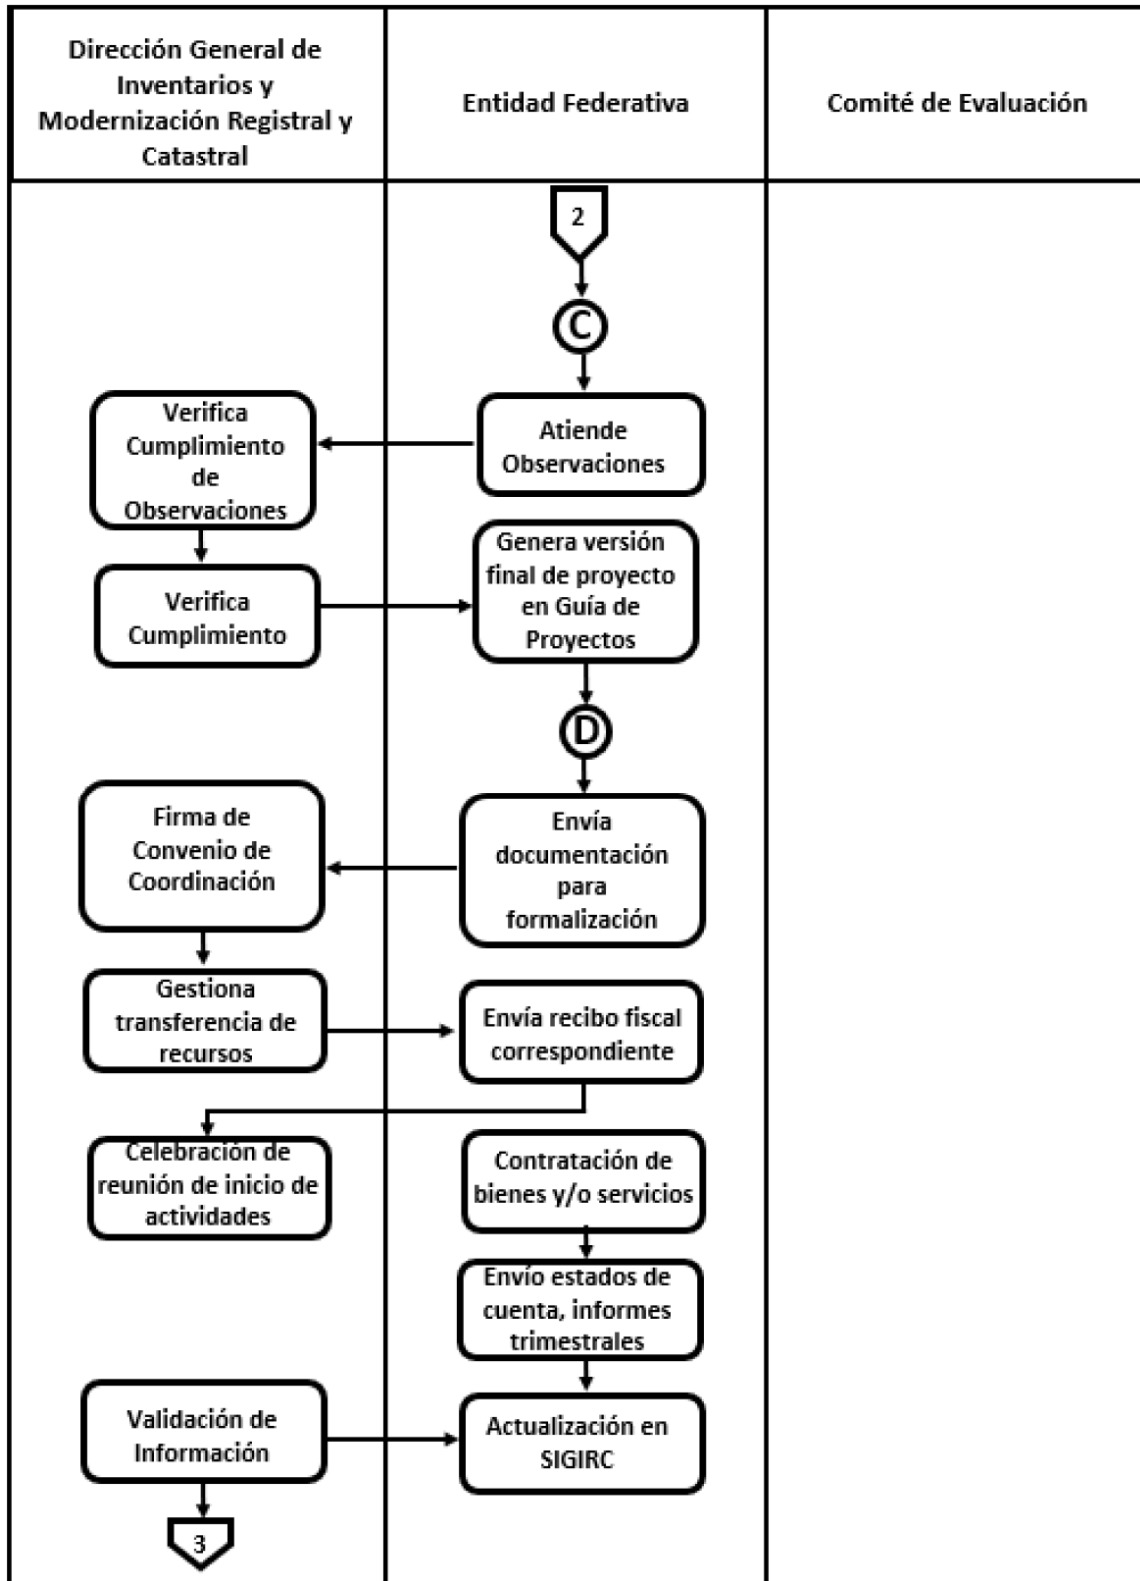 Dirección General de
Inventarios y
Modernización Registral y
Catastral
Entidad Federativa
Comité de Evaluación
2
C
Atiende
Observaciones
Verifica
Cumplimiento
de
Observaciones
Verifica
Cumplimiento
Genera versión
final de proyecto
en Guía de
Proyectos
D
Envía
documentación
para
formalización
Firma de
Convenio de
Coordinación
Gestiona
transferencia de
recursos
Envía recibo fiscal
correspondiente
Celebración de
reunión de inicio de
actividades
Contratación de
bienes y/o servicios
Envío estados de
cuenta, informes
trimestrales
Validación de
Información
Actualización en
SIGIRC
3